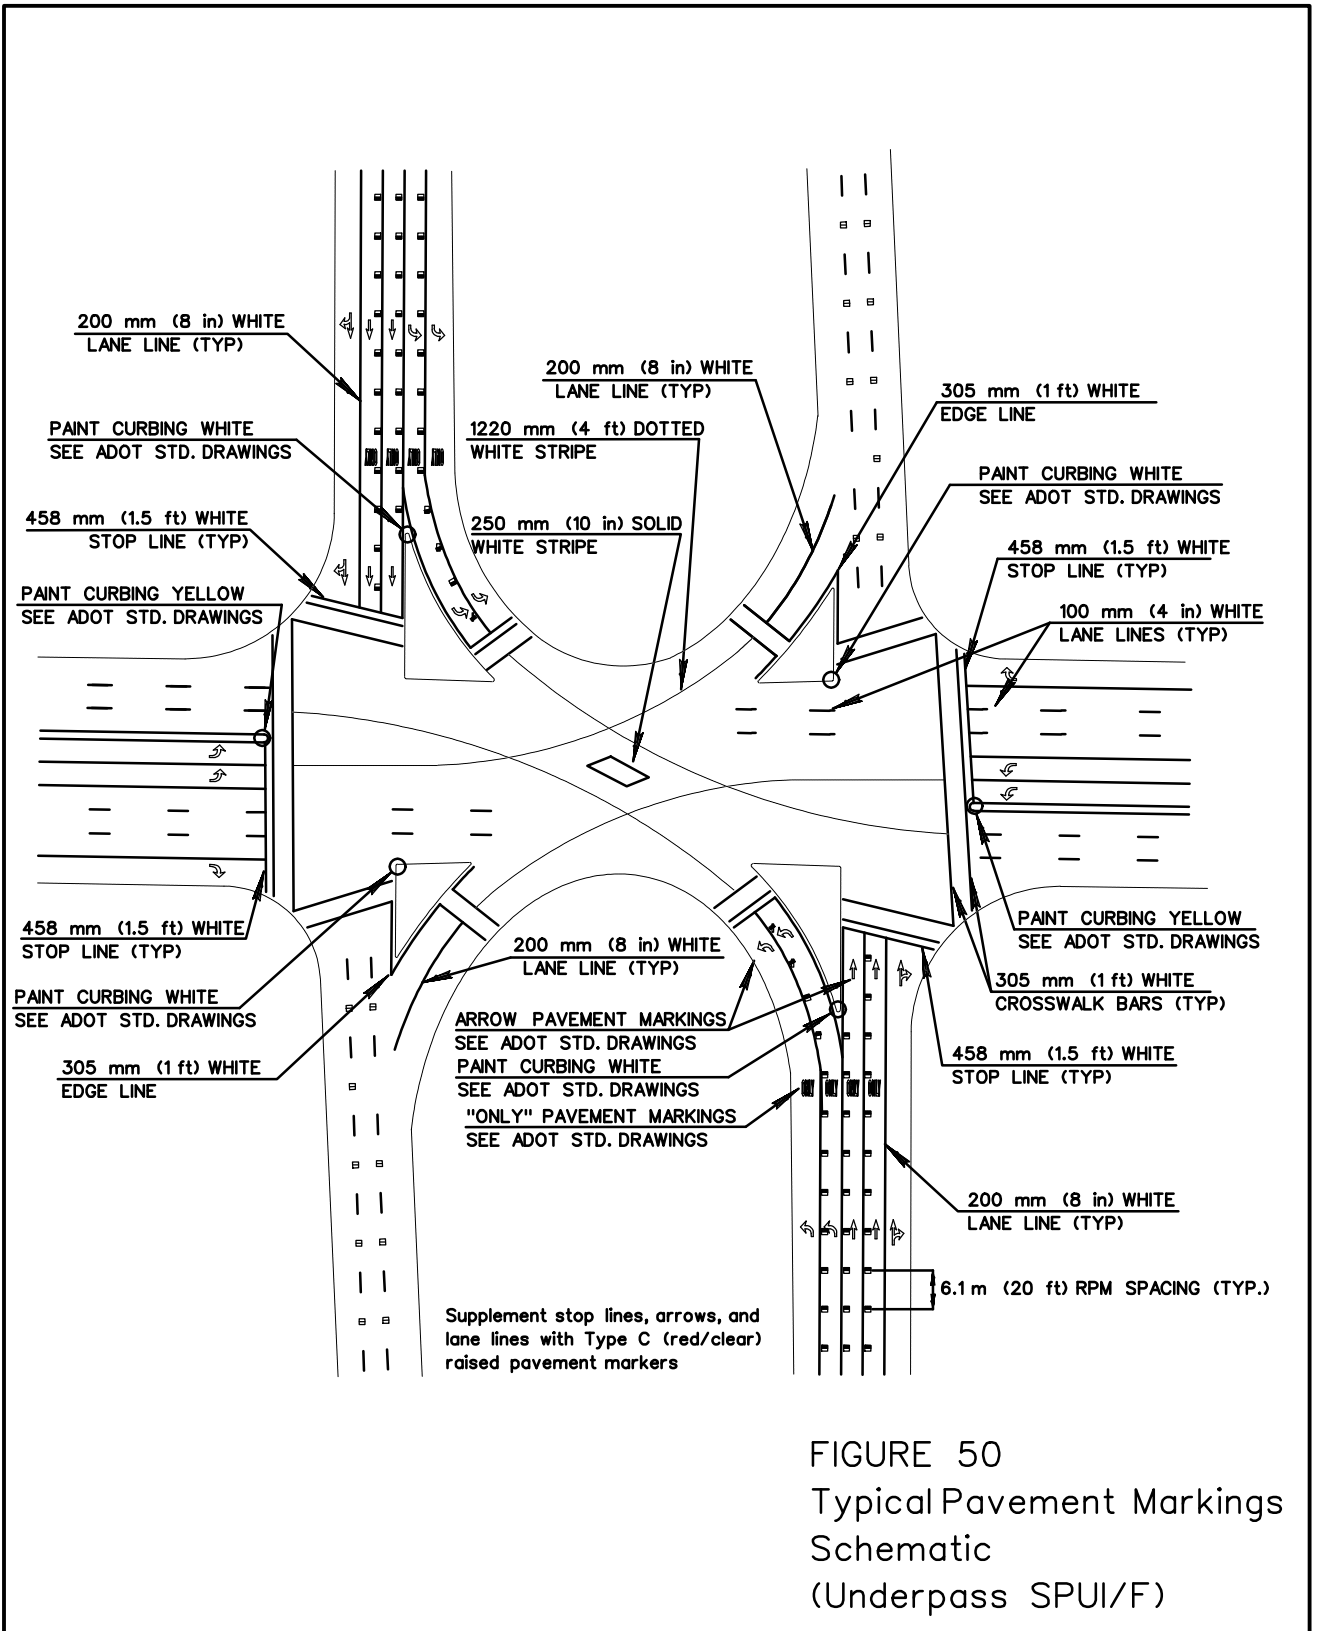 200 mm (8 in) WHITE
LANE LINE (TYP)
200 mm (8 in) WHITE
LANE LINE (TYP)
305 mm (1 ft) WHITE
EDGE LINE
PAINT CURBING WHITE
SEE ADOT STD. DRAWINGS
1220 mm (4 ft) DOTTED
WHITE STRIPE
PAINT CURBING WHITE
SEE ADOT STD. DRAWINGS
458 mm (1.5 ft) WHITE
STOP LINE (TYP)
250 mm (10 in) SOLID
WHITE STRIPE
458 mm (1.5 ft) WHITE
STOP LINE (TYP)
PAINT CURBING YELLOW
SEE ADOT STD. DRAWINGS
100 mm (4 in) WHITE
LANE LINES (TYP)
ONLY ONLY ONLY ONLY
458 mm (1.5 ft) WHITE
STOP LINE (TYP)
200 mm (8 in) WHITE
LANE LINE (TYP)
PAINT CURBING YELLOW
SEE ADOT STD. DRAWINGS
305 mm (1 ft) WHITE
CROSSWALK BARS (TYP)
PAINT CURBING WHITE
SEE ADOT STD. DRAWINGS
ARROW PAVEMENT MARKINGS
SEE ADOT STD. DRAWINGS
PAINT CURBING WHITE
SEE ADOT STD. DRAWINGS
458 mm (1.5 ft) WHITE
STOP LINE (TYP)
305 mm (1 ft) WHITE
EDGE LINE
ONLY ONLY ONLY ONLY
"ONLY" PAVEMENT MARKINGS
SEE ADOT STD. DRAWINGS
200 mm (8 in) WHITE
LANE LINE (TYP)
6.1 m (20 ft) RPM SPACING (TYP.)
Supplement stop lines, arrows, and
lane lines with Type C (red/clear)
raised pavement markers
FIGURE 50
Typical Pavement Markings
Schematic
(Underpass SPUI/F)